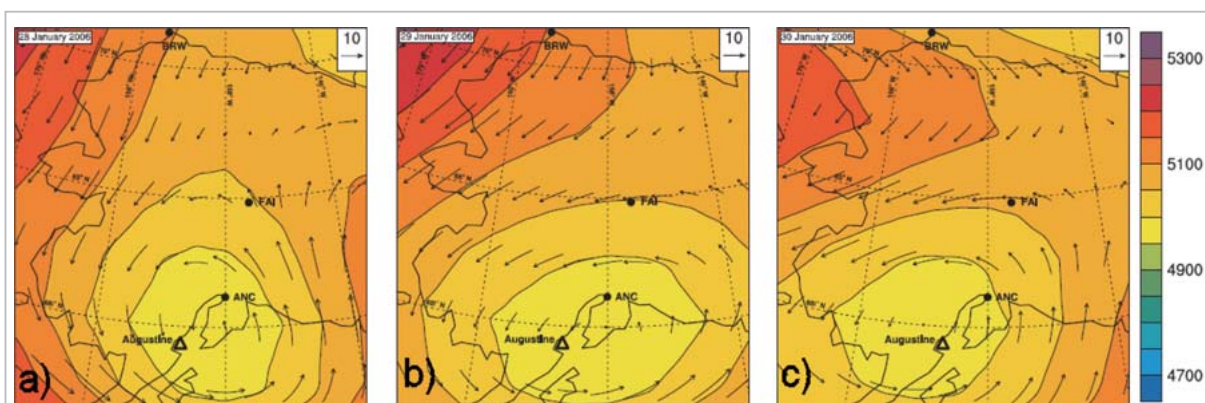 28 January 2006
10
BRW
FAI
ANC
Augustine
a)
29 January 2006
10
BRW
FAI
ANC
Augustine
b)
30 January 2006
10
BRW
FAI
ANC
Augustine
c)
5300
5100
4900
4700